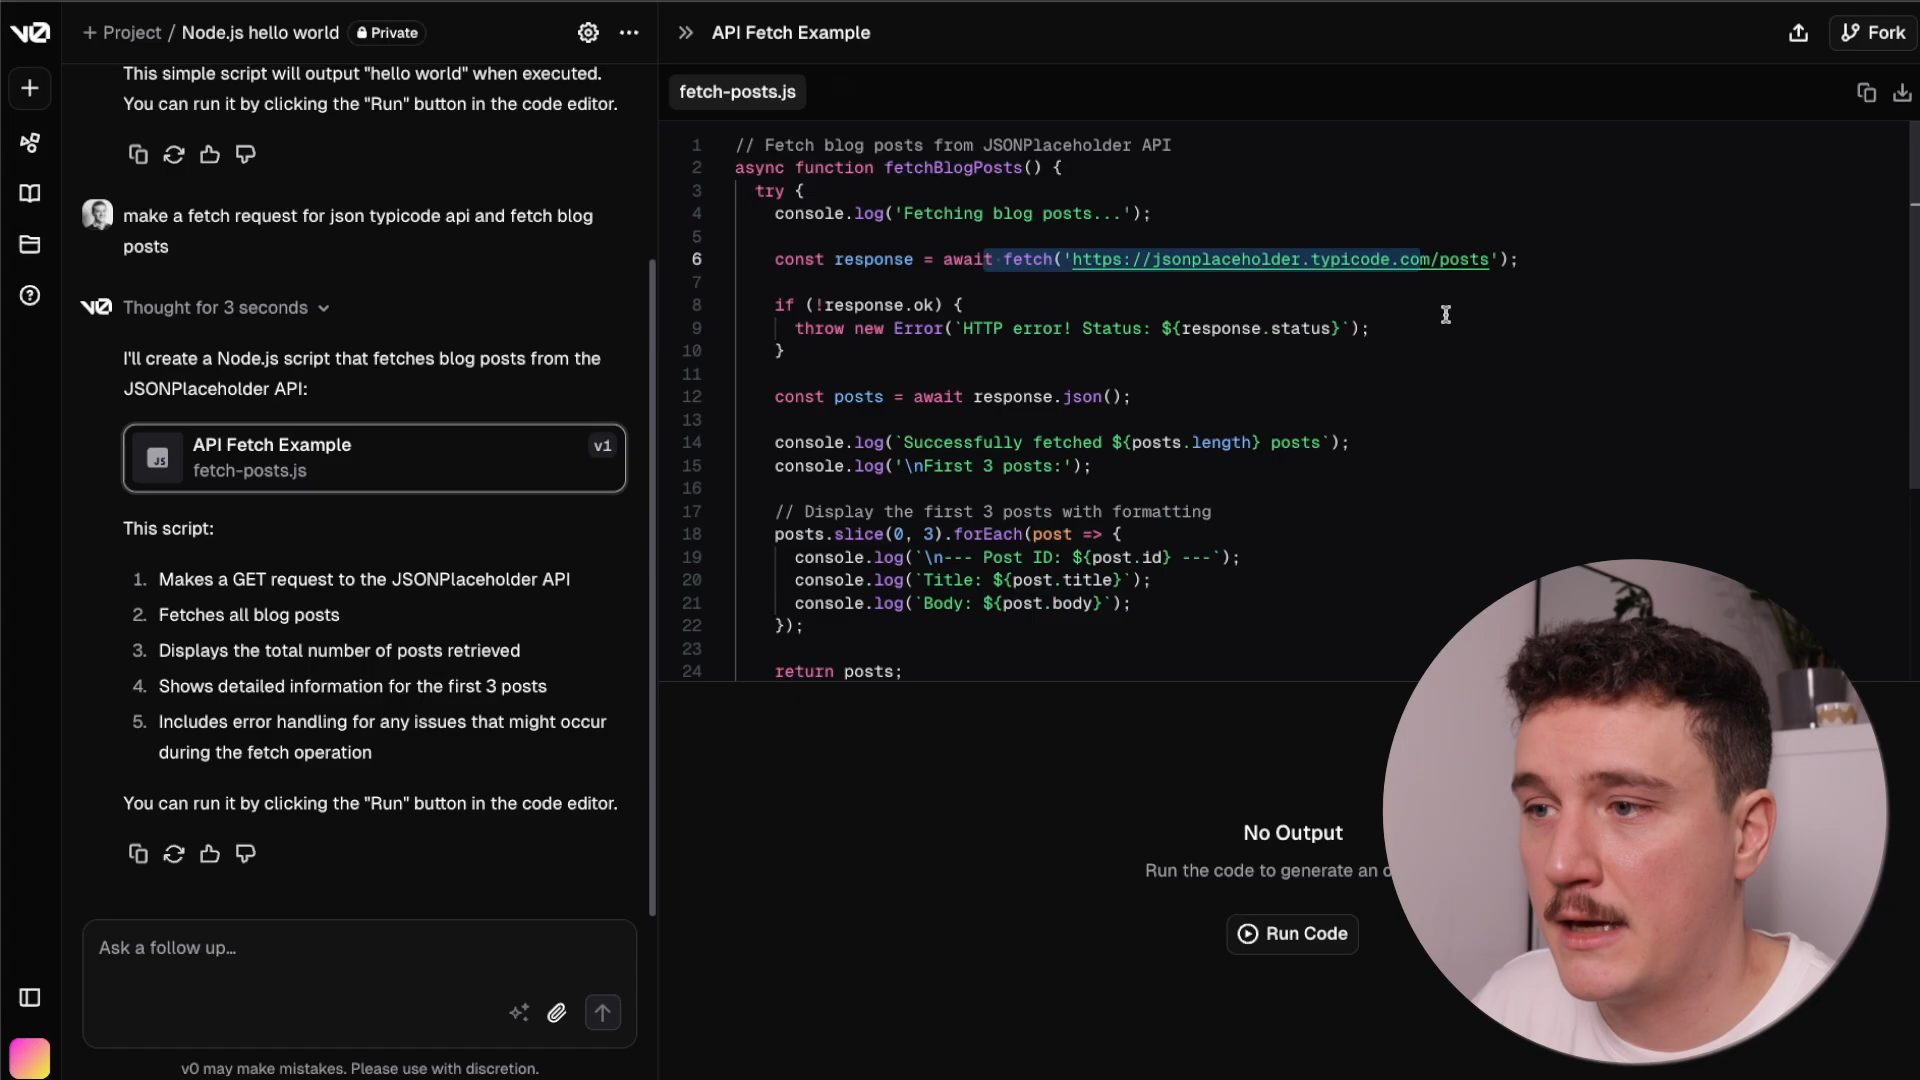 v0
+ Project / Node.js hello world Private
This simple script will output "hello world" when executed.
You can run it by clicking the "Run" button in the code editor.
make a fetch request for json typicode api and fetch blog
posts
v0 Thought for 3 seconds
I'll create a Node.js script that fetches blog posts from the
JSONPlaceholder API:
JS
API Fetch Example v1
fetch-posts.js
This script:
1. Makes a GET request to the JSONPlaceholder API
2. Fetches all blog posts
3. Displays the total number of posts retrieved
4. Shows detailed information for the first 3 posts
5. Includes error handling for any issues that might occur
during the fetch operation
You can run it by clicking the "Run" button in the code editor.
Ask a follow up...
v0 may make mistakes. Please use with discretion.
API Fetch Example
Fork
fetch-posts.js
1 // Fetch blog posts from JSONPlaceholder API
2 async function fetchBlogPosts() {
3 try {
4 console.log('Fetching blog posts...');
5
6 const response = await fetch('https://jsonplaceholder.typicode.com/posts');
7
8 if (!response.ok) {
9 throw new Error(`HTTP error! Status: ${response.status}`);
10 }
11
12 const posts = await response.json();
13
14 console.log(`Successfully fetched ${posts.length} posts`);
15 console.log('\nFirst 3 posts:');
16
17 // Display the first 3 posts with formatting
18 posts.slice(0, 3).forEach(post => {
19 console.log(`\n--- Post ID: ${post.id} ---`);
20 console.log(`Title: ${post.title}`);
21 console.log(`Body: ${post.body}`);
22 });
23
24 return posts;
No Output
Run the code to generate an
Run Code